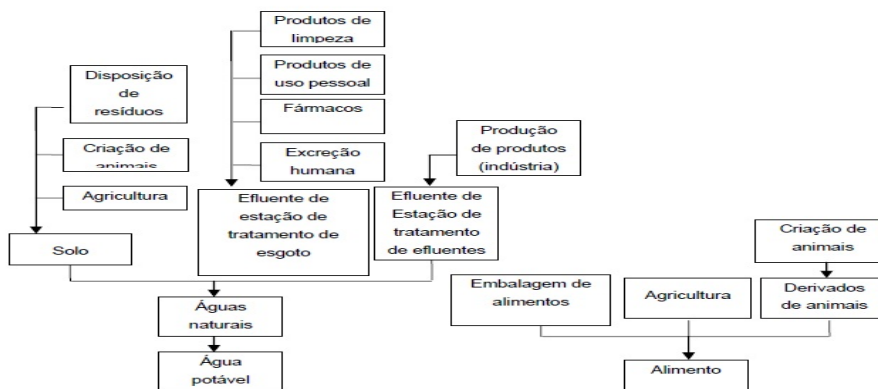 Produtos de
limpeza
Produtos de
uso pessoal
Fármacos
Excreção
humana
Disposição
de
resíduos
Criação de
animais
Agricultura
Solo
Efluente de
estação de
tratamento de
esgoto
Produção
de produtos
(indústria)
Efluente de
Estação de
tratamento
de efluentes
Águas
naturais
Água
potável
Criação de
animais
Embalagem de
alimentos
Agricultura
Derivados
de animais
Alimento